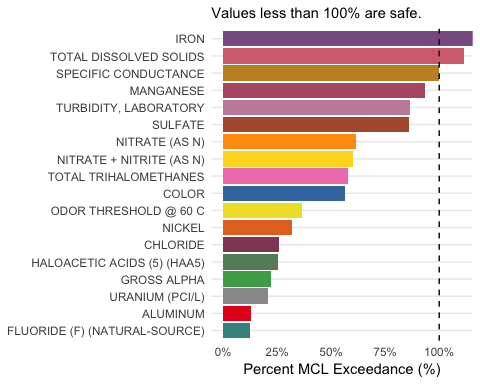 Values less than 100% are safe.
IRON
TOTAL DISSOLVED SOLIDS
SPECIFIC CONDUCTANCE
MANGANESE
TURBIDITY, LABORATORY
SULFATE
NITRATE (AS N)
NITRATE + NITRITE (AS N)
TOTAL TRIHALOMETHANES
COLOR
ODOR THRESHOLD @ 60 C
NICKEL
CHLORIDE
HALOACETIC ACIDS (5) (HAA5)
GROSS ALPHA
URANIUM (PCI/L)
ALUMINUM
FLUORIDE (F) (NATURAL-SOURCE)
0% 25% 50% 75% 100%
Percent MCL Exceedance (%)